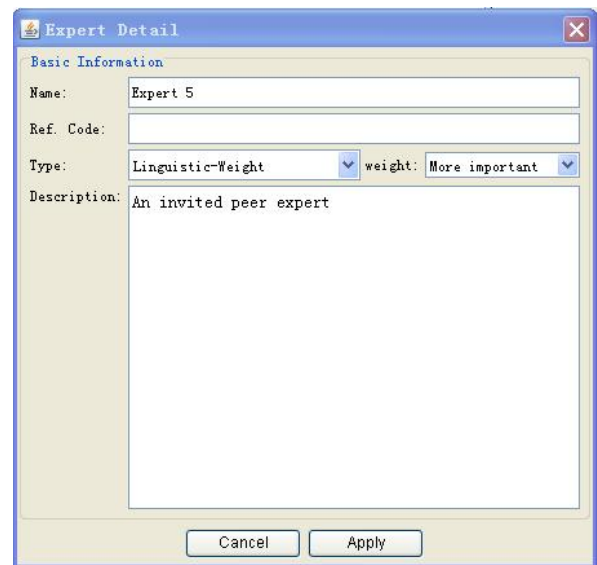 Expert Detail
Basic Information
Name: Expert 5
Ref. Code:
Type: Linguistic-Weight weight: More important
Description: An invited peer expert
Cancel Apply